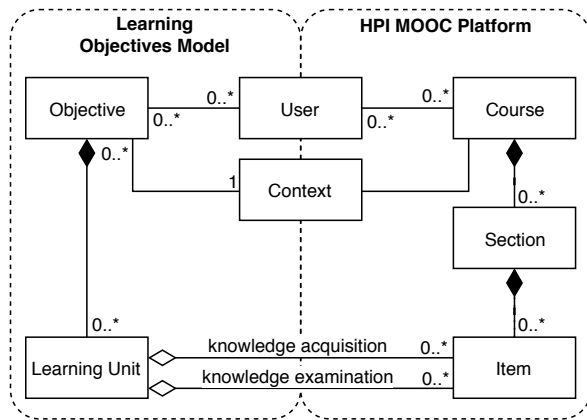 Learning
Objectives Model
HPI MOOC Platform
Objective
0..*
0..*
User
0..*
0..*
Course
0..*
1
Context
0..*
Section
0..*
0..*
Learning Unit
knowledge acquisition
0..*
knowledge examination
0..*
Item